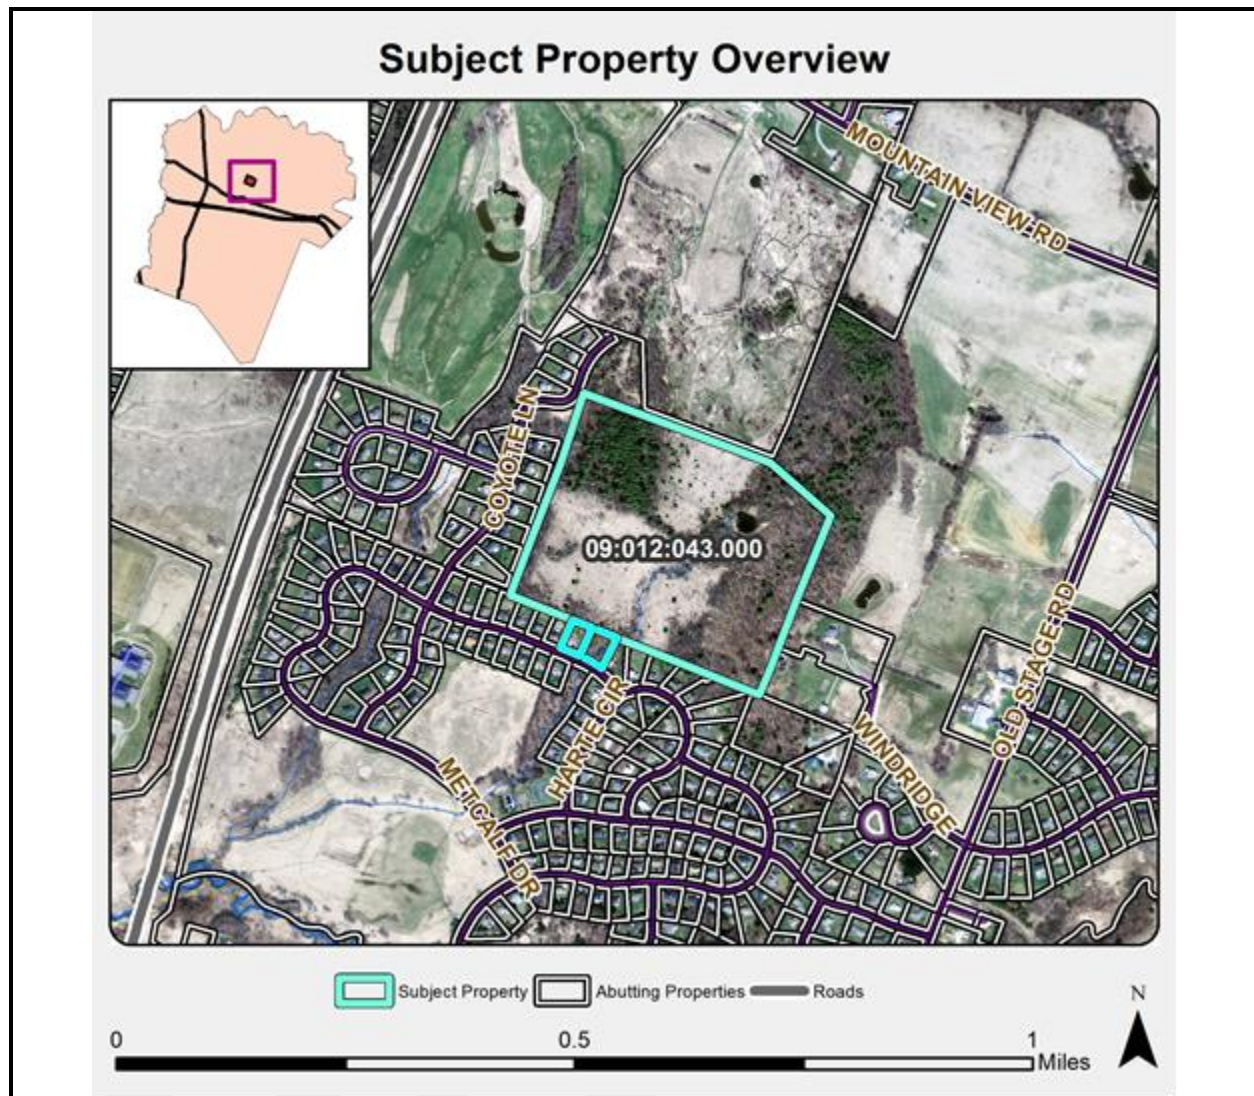 Subject Property Overview
MOUNTAIN VIEW RD
COYOTE LN
09:012:043.000
OLD STAGE RD
HARTE CIR
WINDRIDGE
METCALF DR
Subject Property
Abutting Properties
Roads
N
0
0.5
1
Miles